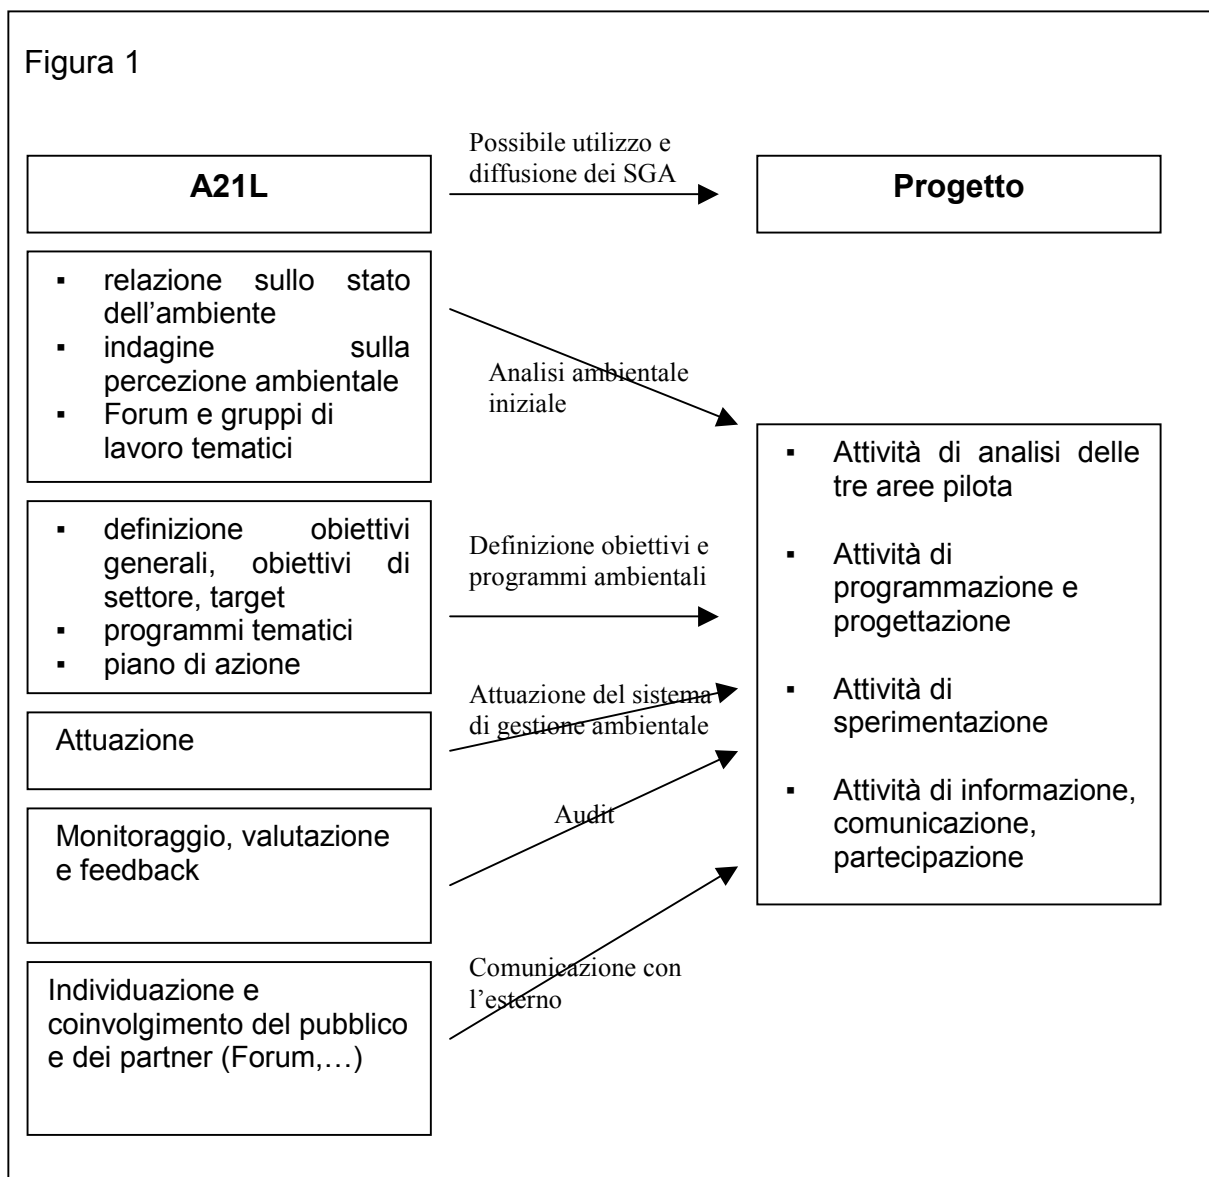 Figura 1
A21L
Possibile utilizzo e
diffusione dei SGA
Progetto
▪ relazione sullo stato
dell’ambiente
▪ indagine sulla
percezione ambientale
▪ Forum e gruppi di
lavoro tematici
Analisi ambientale
iniziale
▪ definizione obiettivi
generali, obiettivi di
settore, target
▪ programmi tematici
▪ piano di azione
Definizione obiettivi e
programmi ambientali
Attuazione
Attuazione del sistema
di gestione ambientale
Monitoraggio, valutazione
e feedback
Audit
Individuazione e
coinvolgimento del pubblico
e dei partner (Forum,…)
Comunicazione con
l’esterno
▪ Attività di analisi delle
tre aree pilota
▪ Attività di
programmazione e
progettazione
▪ Attività di
sperimentazione
▪ Attività di informazione,
comunicazione,
partecipazione